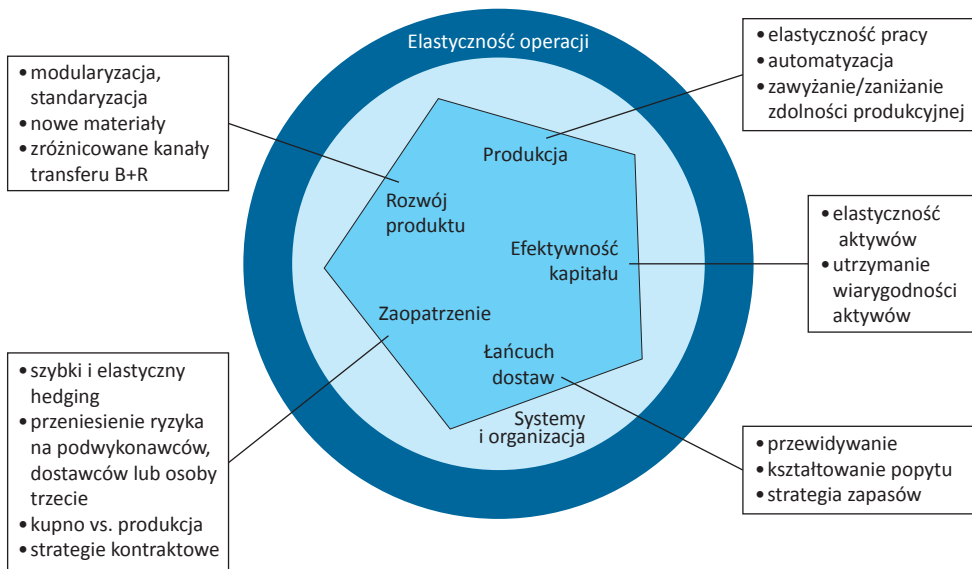 Elastyczność operacji
• modularyzacja,
standaryzacja
• nowe materiały
• zróżnicowane kanały
transferu B+R
• elastyczność pracy
• automatyzacja
• zawyżanie/zaniżanie
zdolności produkcyjnej
Produkcja
Rozwój
produktu
Efektywność
kapitału
• elastyczność
aktywów
• utrzymanie
wiarygodności
aktywów
Zaopatrzenie
Łańcuch
dostaw
Systemy
i organizacja
• szybki i elastyczny
hedging
• przeniesienie ryzyka
na podwykonawców,
dostawców lub osoby
trzecie
• kupno vs. produkcja
• strategie kontraktowe
• przewidywanie
• kształtowanie popytu
• strategia zapasów